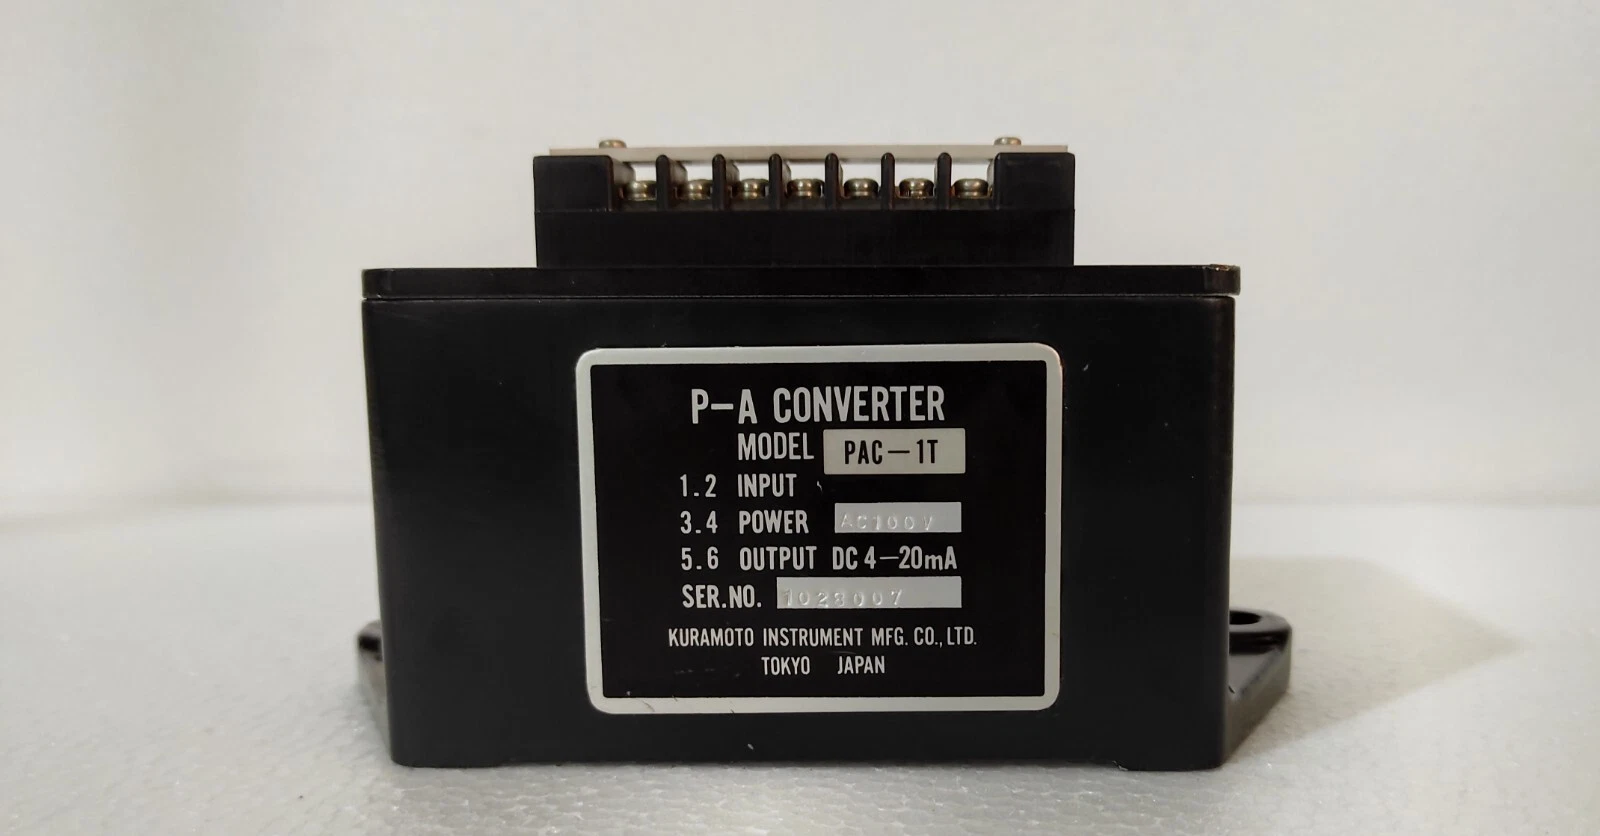 P-A CONVERTER
MODEL PAC-1T
1.2 INPUT
3.4 POWER AC100V
5.6 OUTPUT DC 4-20mA
SER.NO. 1028007
KURAMOTO INSTRUMENT MFG. CO., LTD.
TOKYO JAPAN